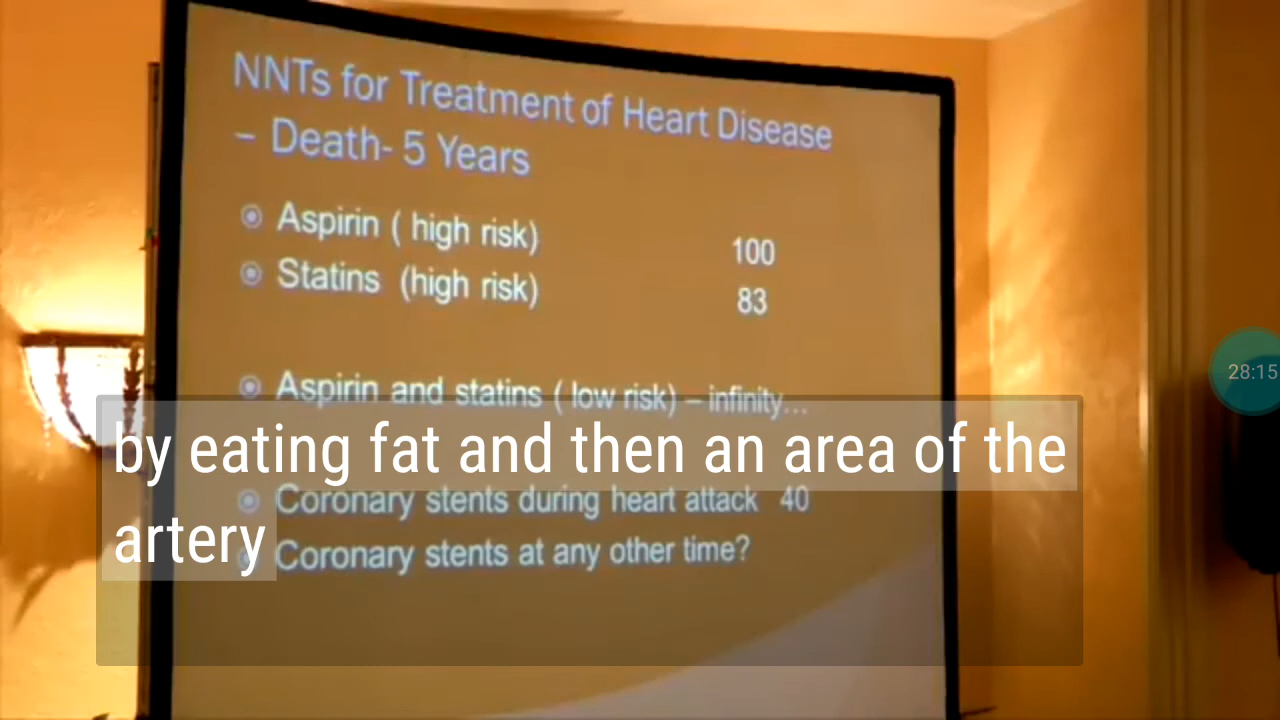 NNTs for Treatment of Heart Disease
– Death- 5 Years
Aspirin ( high risk) 100
Statins (high risk) 83
Aspirin and statins ( low risk) – infinity...
by eating fat and then an area of the
Coronary stents during heart attack 40
artery
Coronary stents at any other time?
28:15